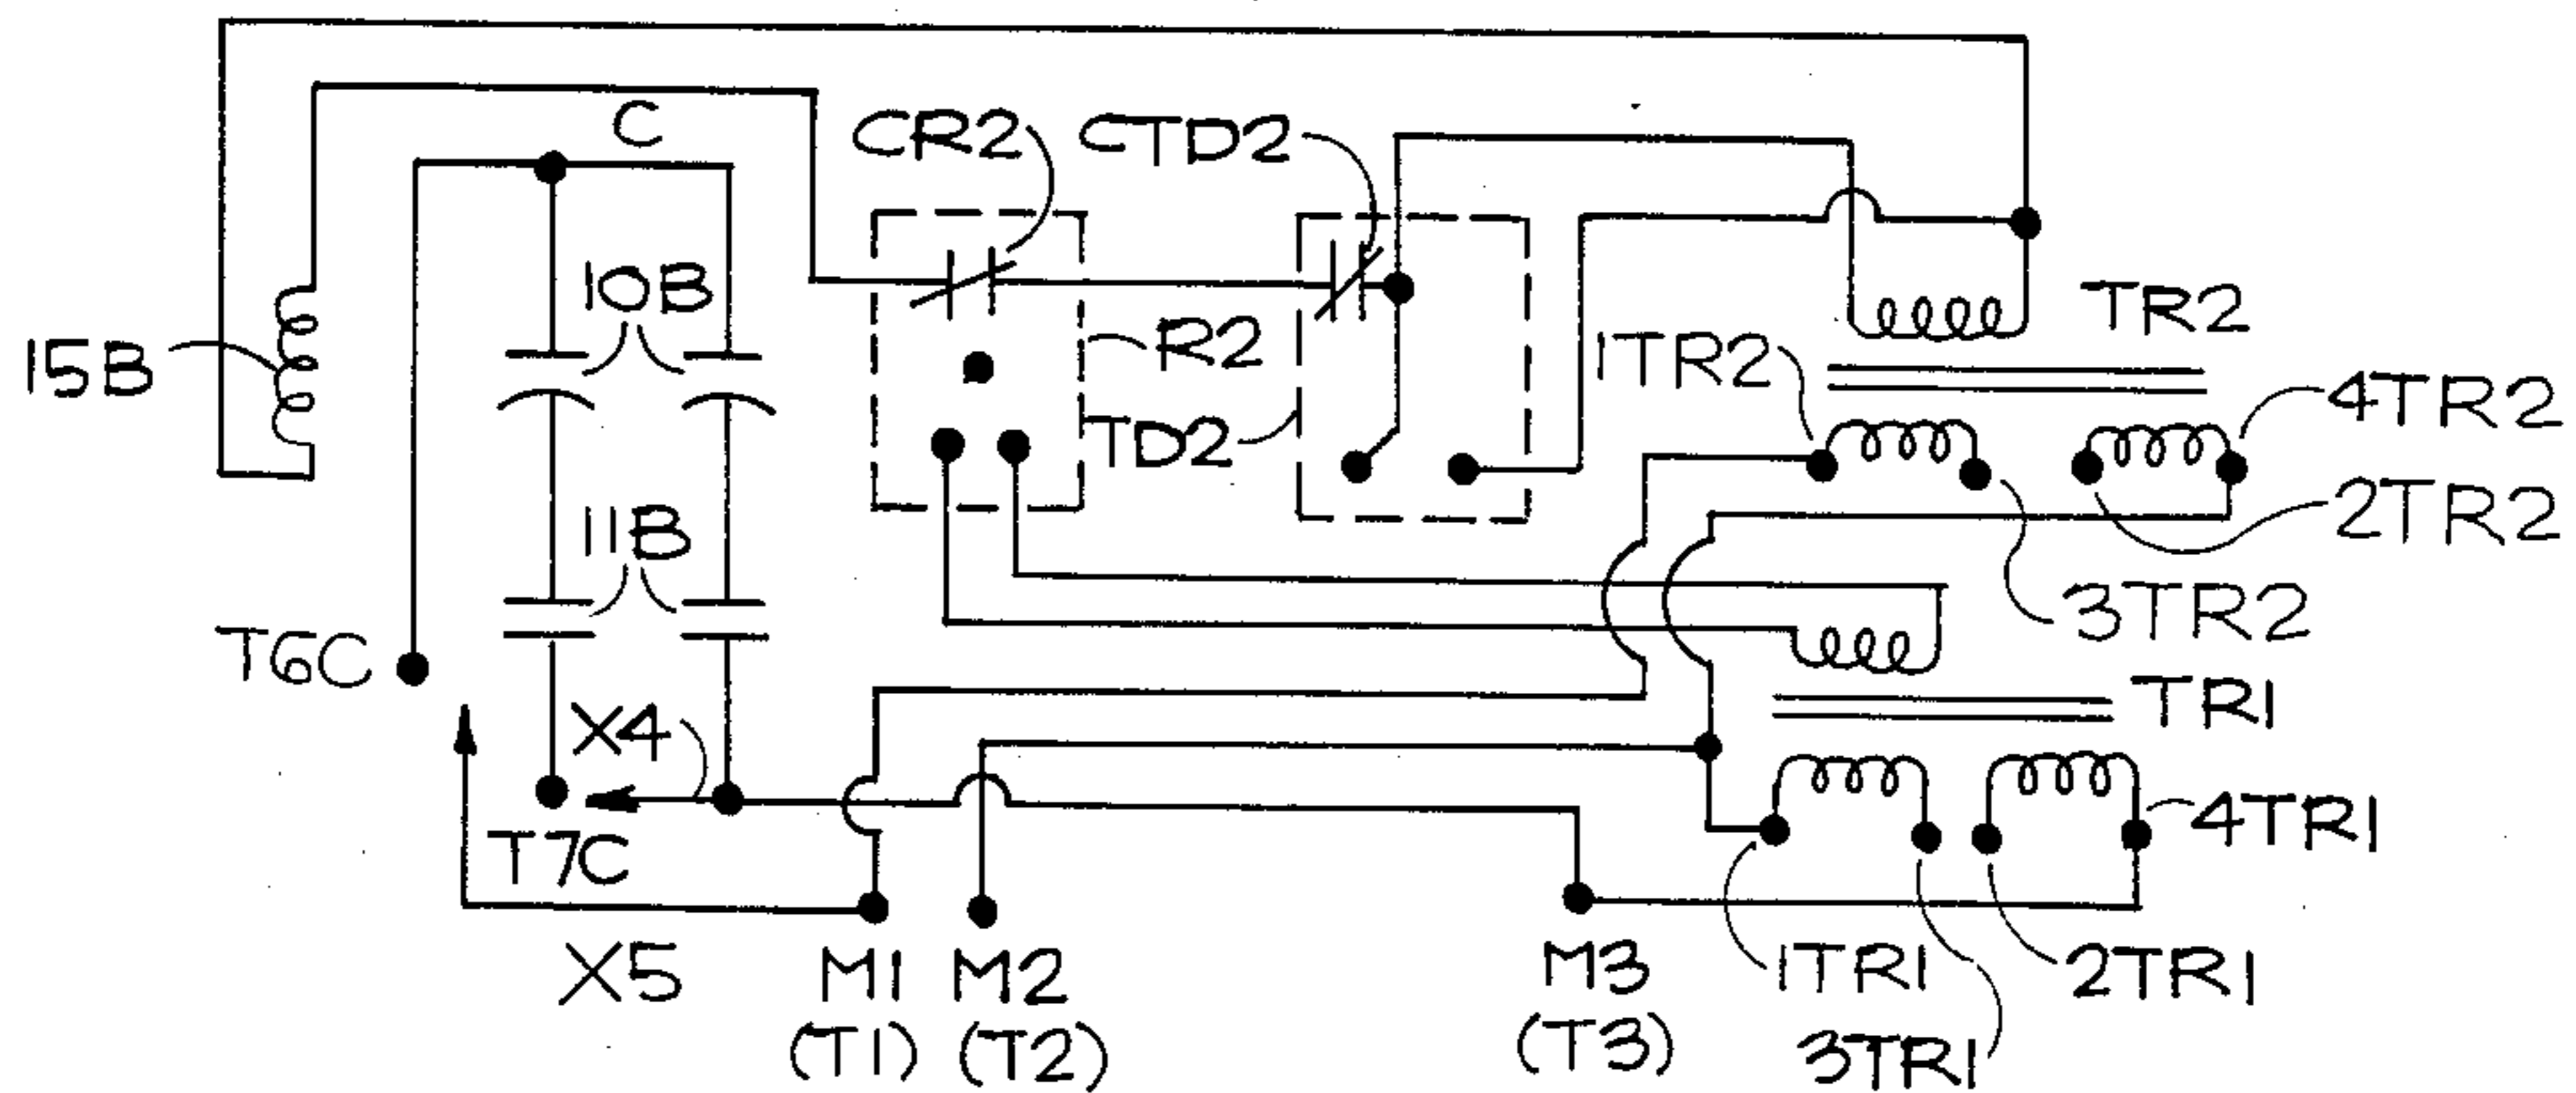 C
CR2
CTD2
10B
TR2
15B
R2
1TR2
4TR2
TD2
2TR2
11B
3TR2
T6C
X4
TR1
T7C
4TR1
X5
M1
M2
M3
1TR1
2TR1
(T1)
(T2)
(T3)
3TR1